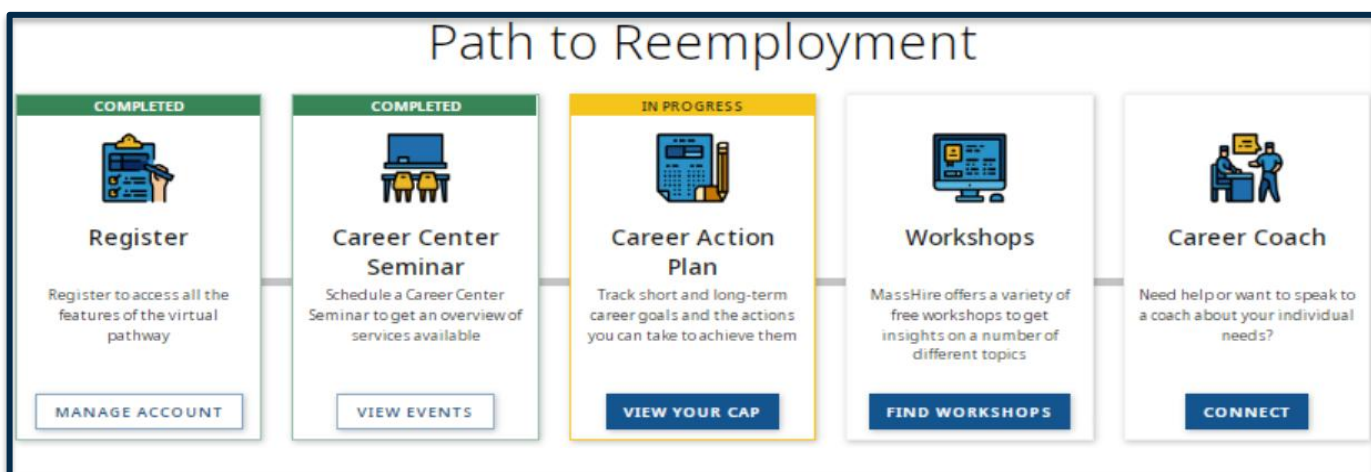 Path to Reemployment
COMPLETED
Register
Register to access all the
features of the virtual
pathway
MANAGE ACCOUNT
COMPLETED
Career Center
Seminar
Schedule a Career Center
Seminar to get an overview of
services available
VIEW EVENTS
IN PROGRESS
Career Action
Plan
Track short and long-term
career goals and the actions
you can take to achieve them
VIEW YOUR CAP
Workshops
MassHire offers a variety of
free workshops to get
insights on a number of
different topics
FIND WORKSHOPS
Career Coach
Need help or want to speak to
a coach about your individual
needs?
CONNECT